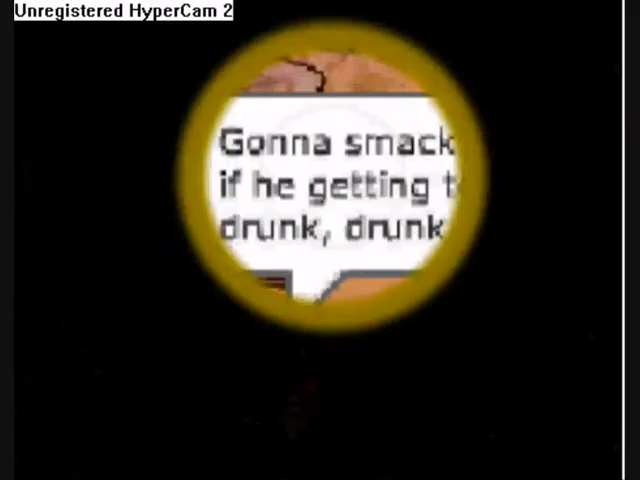 Unregistered HyperCam 2
Gonna smack
if he getting
drunk, drunk